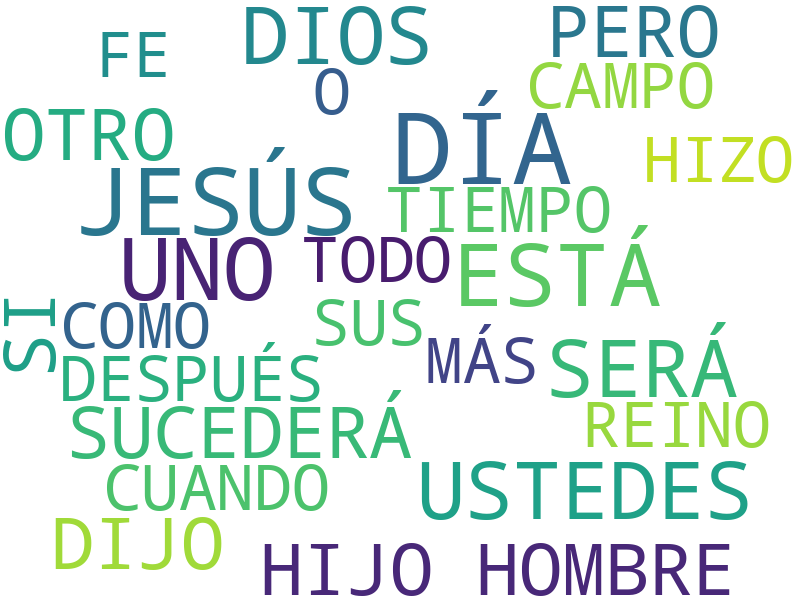 FE DIOS PERO
O CAMPO
OTRO DÍA HIZO
JESÚS TIEMPO
UNO TODO ESTÁ
SI COMO SUS
DESPUÉS MÁS SERÁ
SUCEDERÁ REINO
CUANDO USTEDES
DIJO HIJO HOMBRE